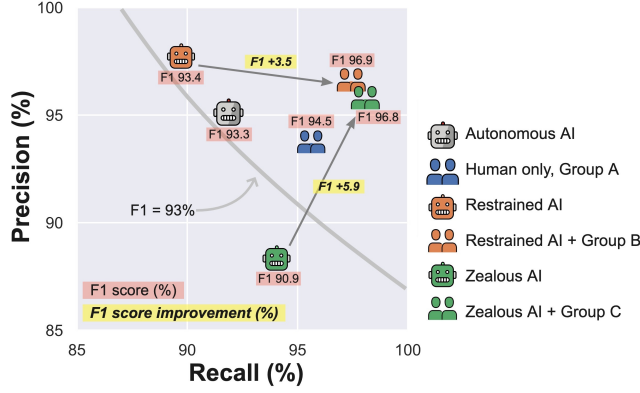 100
95
90
85
Precision (%)
F1 93.4
F1 +3.5
F1 96.9
F1 93.3
F1 94.5
F1 96.8
F1 +5.9
F1 = 93%
F1 90.9
F1 score (%)
F1 score improvement (%)
85
90
95
100
Recall (%)
Autonomous AI
Human only, Group A
Restrained AI
Restrained AI + Group B
Zealous AI
Zealous AI + Group C